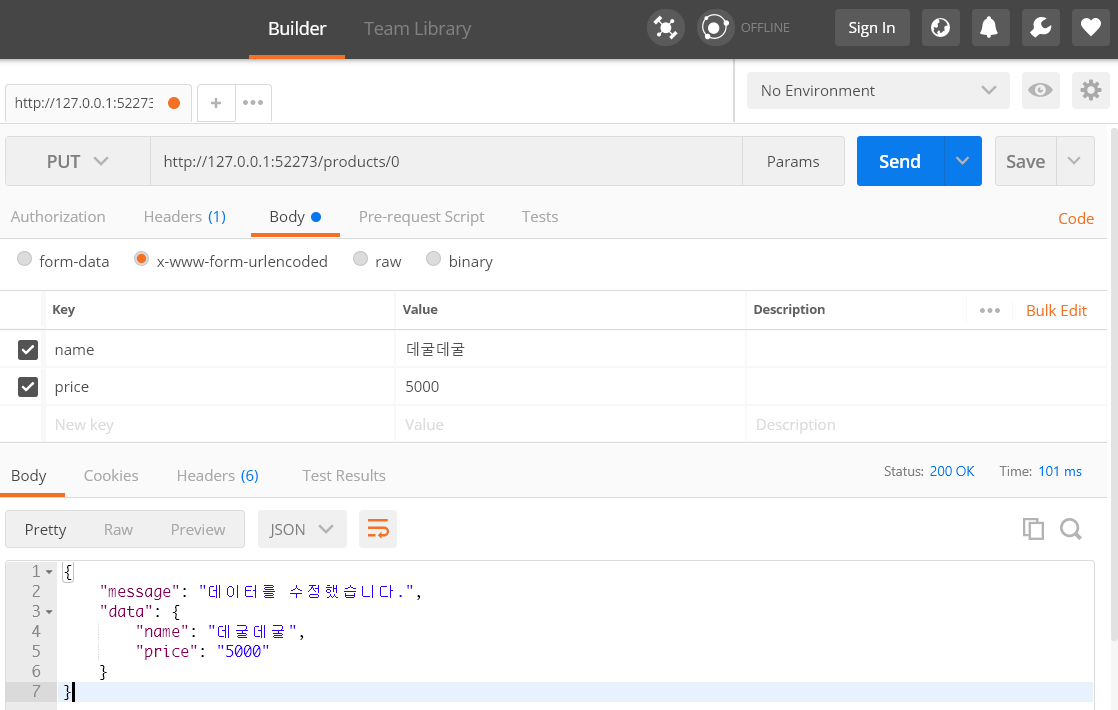 Builder Team Library OFFLINE Sign In
http://127.0.0.1:52273 + ••• No Environment
PUT http://127.0.0.1:52273/products/0 Params Send Save
Authorization Headers (1) Body Pre-request Script Tests Code
form-data x-www-form-urlencoded raw binary
Key Value Description ••• Bulk Edit
name 데굴데굴
price 5000
New key Value Description
Body Cookies Headers (6) Test Results Status: 200 OK Time: 101 ms
Pretty Raw Preview JSON
1 {
2 "message": "데이터를 수정했습니다.",
3 "data": {
4 "name": "데굴데굴",
5 "price": "5000"
6 }
7 }